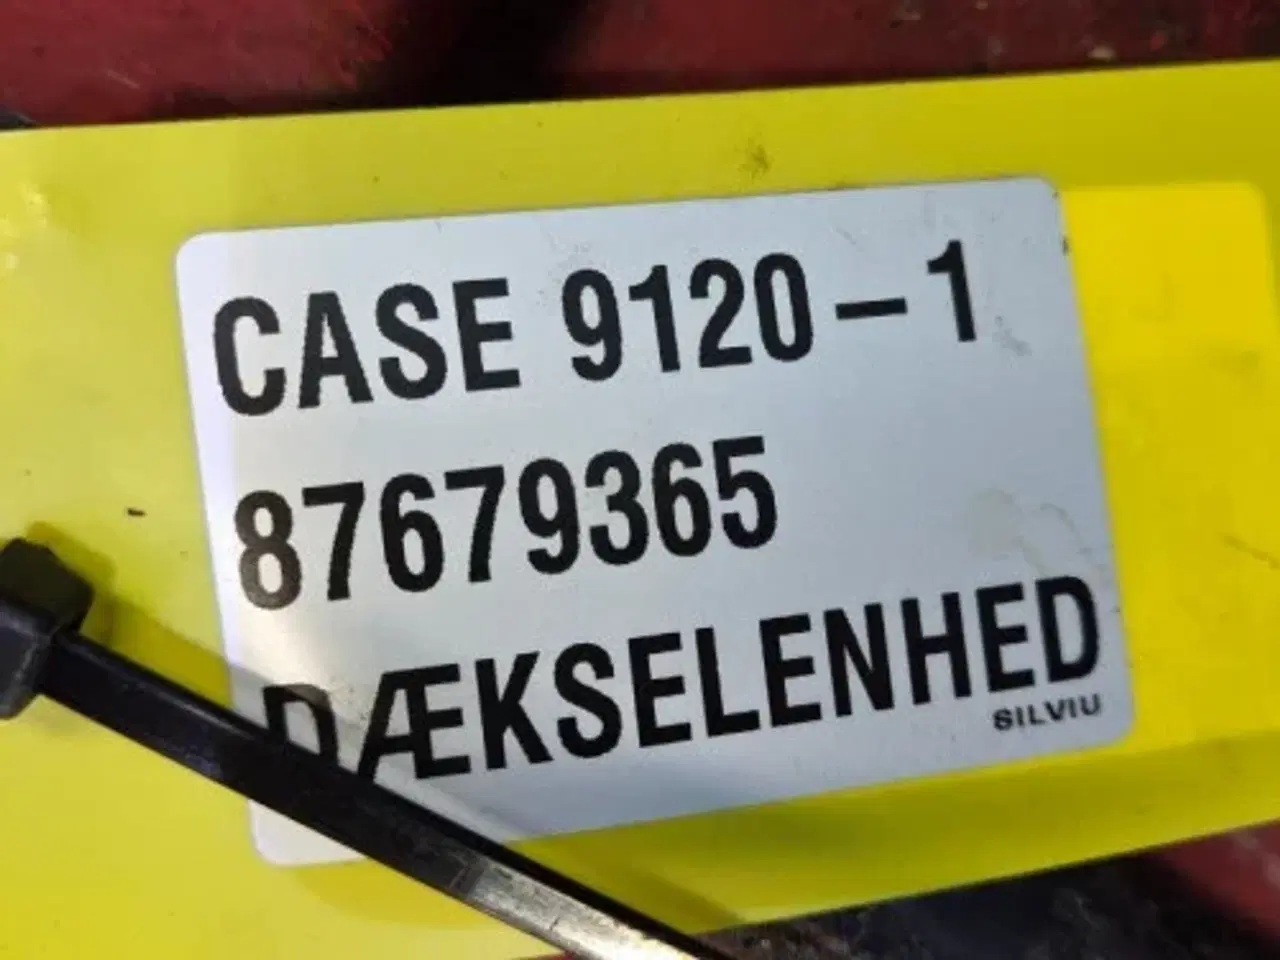 CASE 9120-1
87679365
DÆKSELENHED
SILVIU